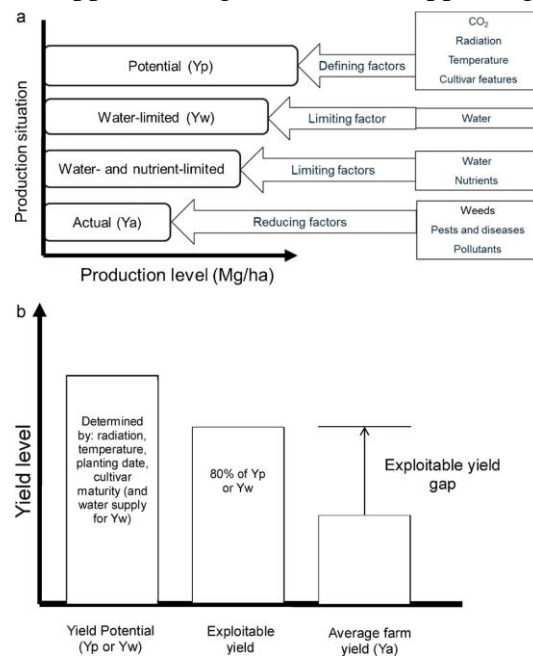 a
Production situation
Potential (Yp)
Defining factors
CO₂
Radiation
Temperature
Cultivar features
Water-limited (Yw)
Limiting factor
Water
Water- and nutrient-limited
Limiting factors
Water
Nutrients
Actual (Ya)
Reducing factors
Weeds
Pests and diseases
Pollutants
Production level (Mg/ha)
b
Yield level
Determined
by: radiation,
temperature,
planting date,
cultivar
maturity (and
water supply
for Yw)
80% of Yp
or Yw
Exploitable yield
gap
Yield Potential
(Yp or Yw)
Exploitable
yield
Average farm
yield (Ya)